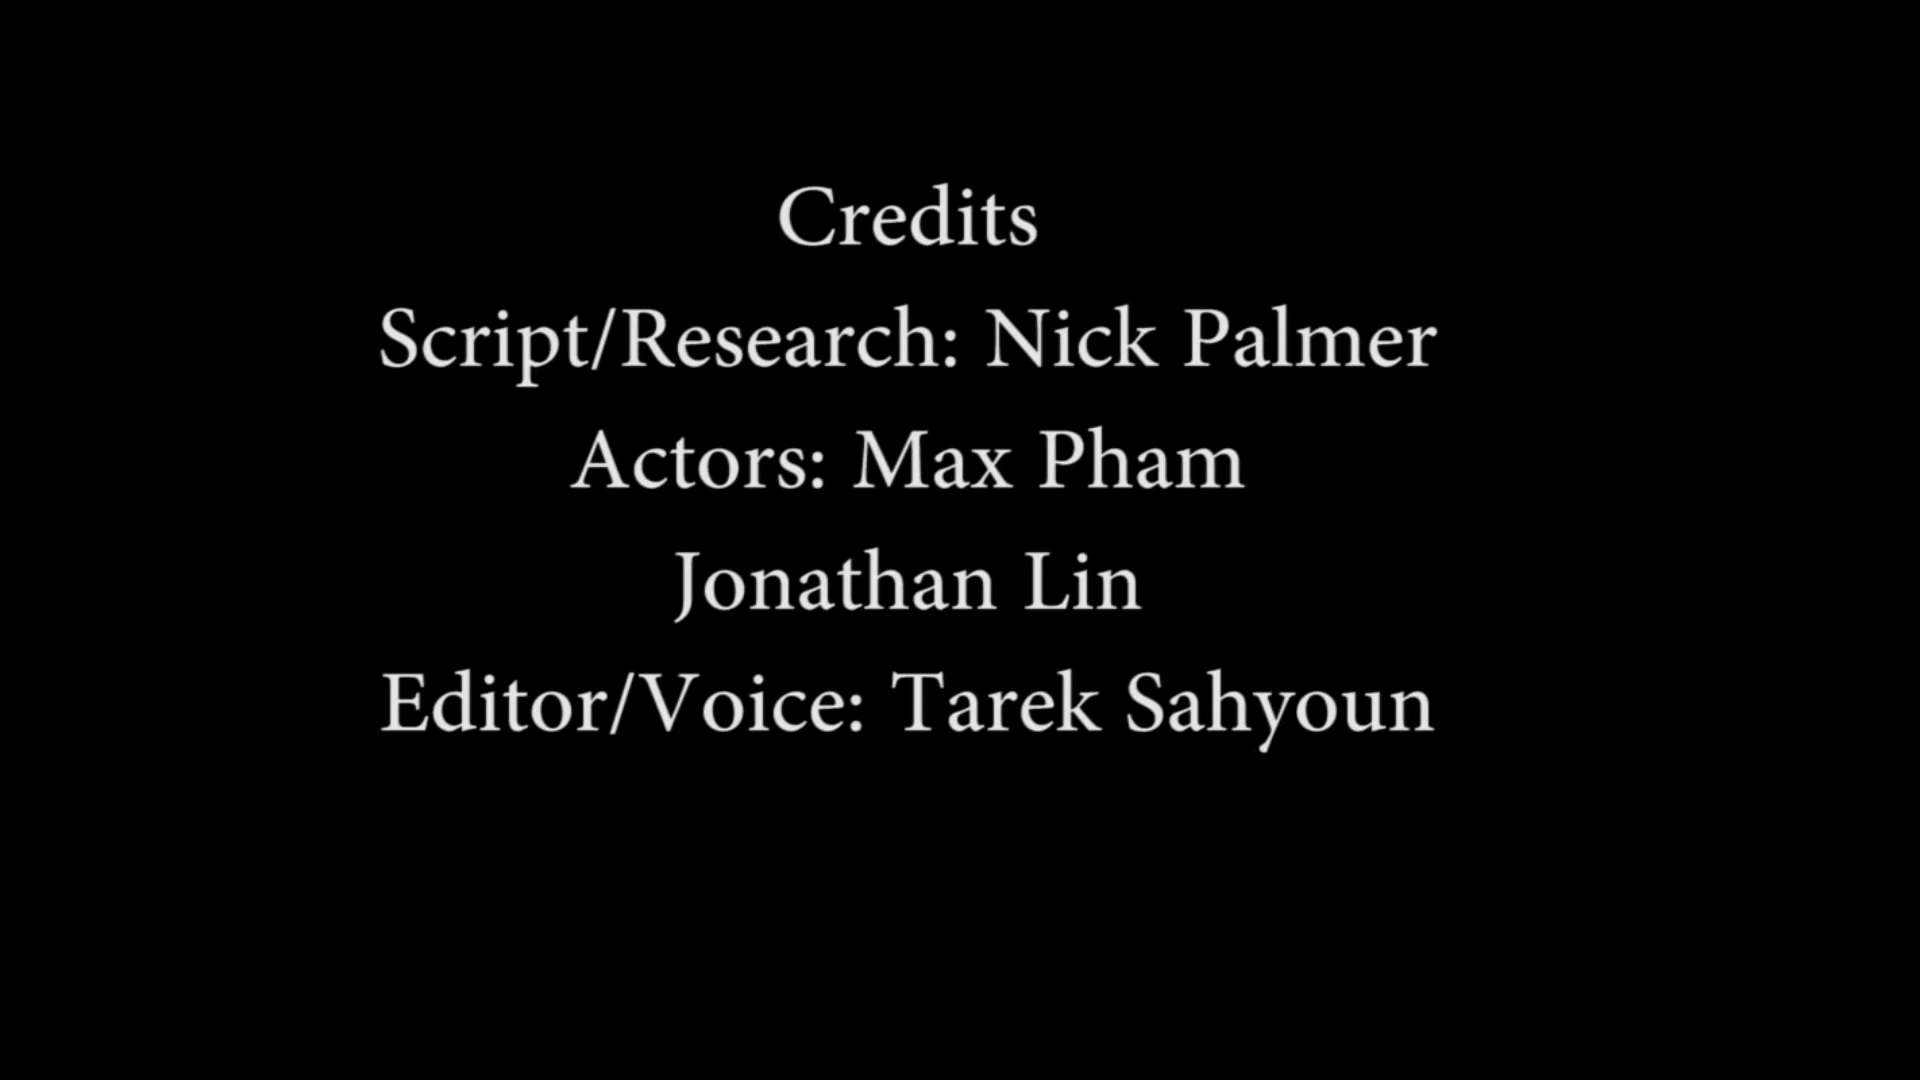 Credits
Script/Research: Nick Palmer
Actors: Max Pham
Jonathan Lin
Editor/Voice: Tarek Sahyoun